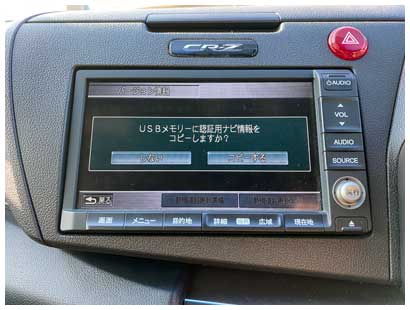 CR-Z
AUDIO
バージョン情報
VOL
USBメモリーに認証用ナビ情報を
コピーしますか?
しない
コピーする
AUDIO
SOURCE
戻る
画面
メニュー
目的地
詳細
広域
現在地